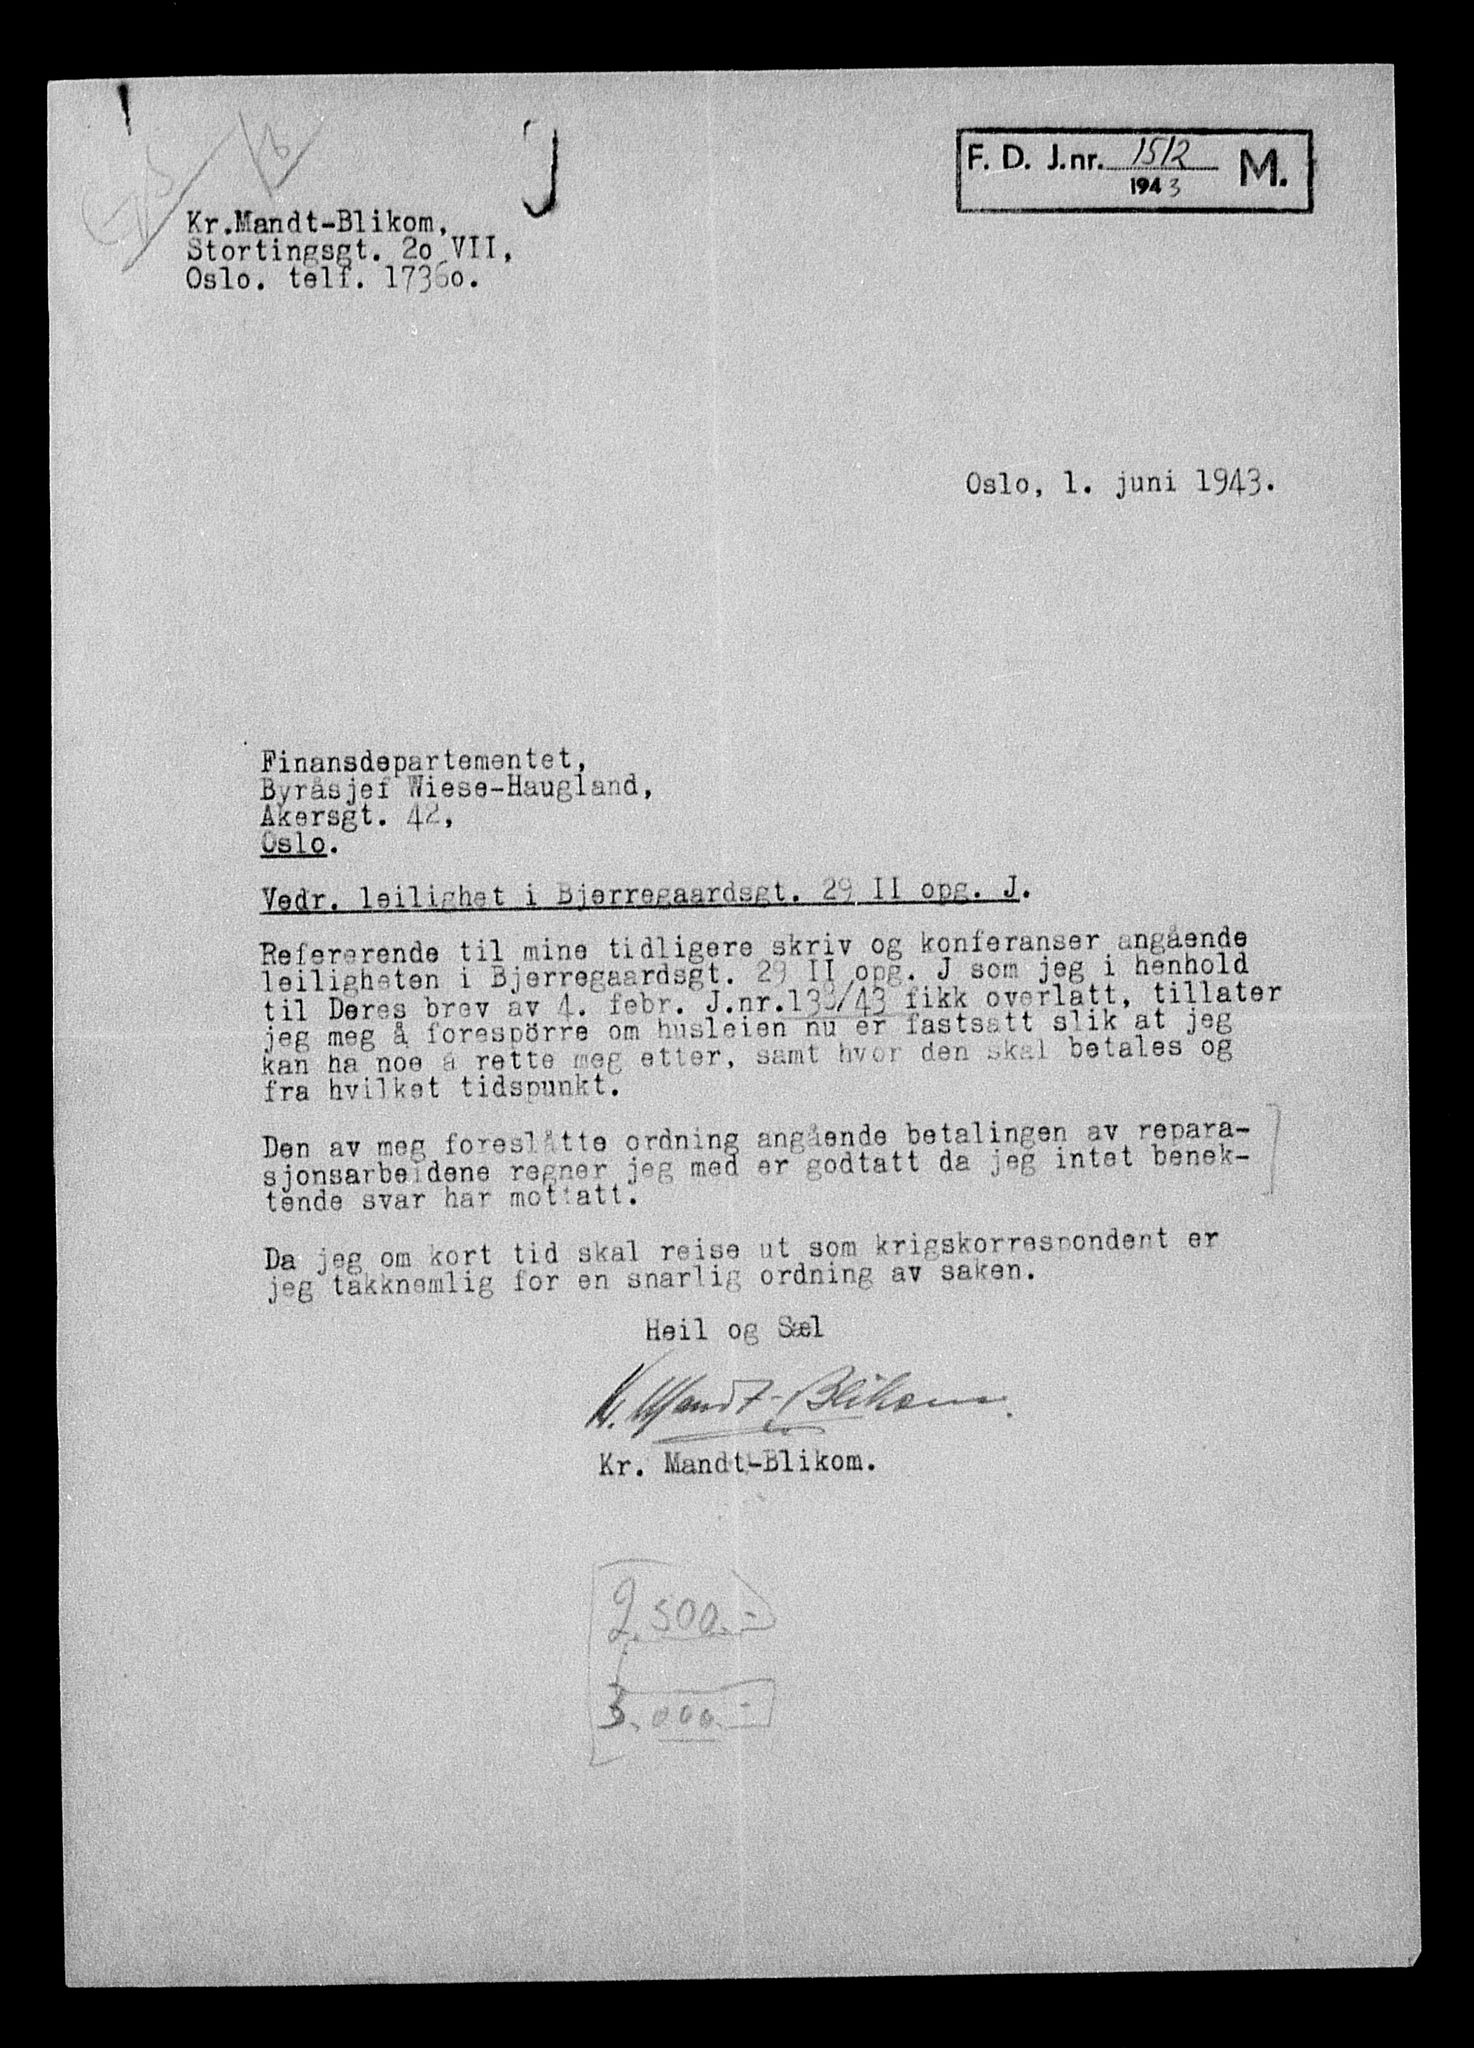 F. D. J.nr. 1512 M.
1943
Kr.Mandt-Blikom,
Stortingsgt. 2o VII,
Oslo. telf. 1736o.
Oslo, 1. juni 1943.
Finansdepartementet,
Byråsjef Wiese-Haugland,
Akersgt. 42,
Oslo.
Vedr. leilighet i Bjerregaardsgt. 29 II opg. J.
Refererende til mine tidligere skriv og konferanser angående
leiligheten i Bjerregaardsgt. 29 II opg. J som jeg i henhold
til Deres brev av 4. febr. J.nr. fikk overlatt, tillater
jeg meg å forespörre om husleien nu er fastsatt slik at jeg
kan ha noe å rette meg etter, samt hvor den skal betales og
fra hvilket tidspunkt.
Den av meg foreslåtte ordning angående betalingen av repara-
sjonsarbeidene regner jeg med er godtatt da jeg intet benek-
tende svar har mottatt.
Da jeg om kort tid skal reise ut som krigskorrespondent er
jeg takknemlig for en snarlig ordning av saken.
Heil og Sæl
K. Mandt-Blikom.
Kr. Mandt-Blikom.
2.500.-
3.000.-